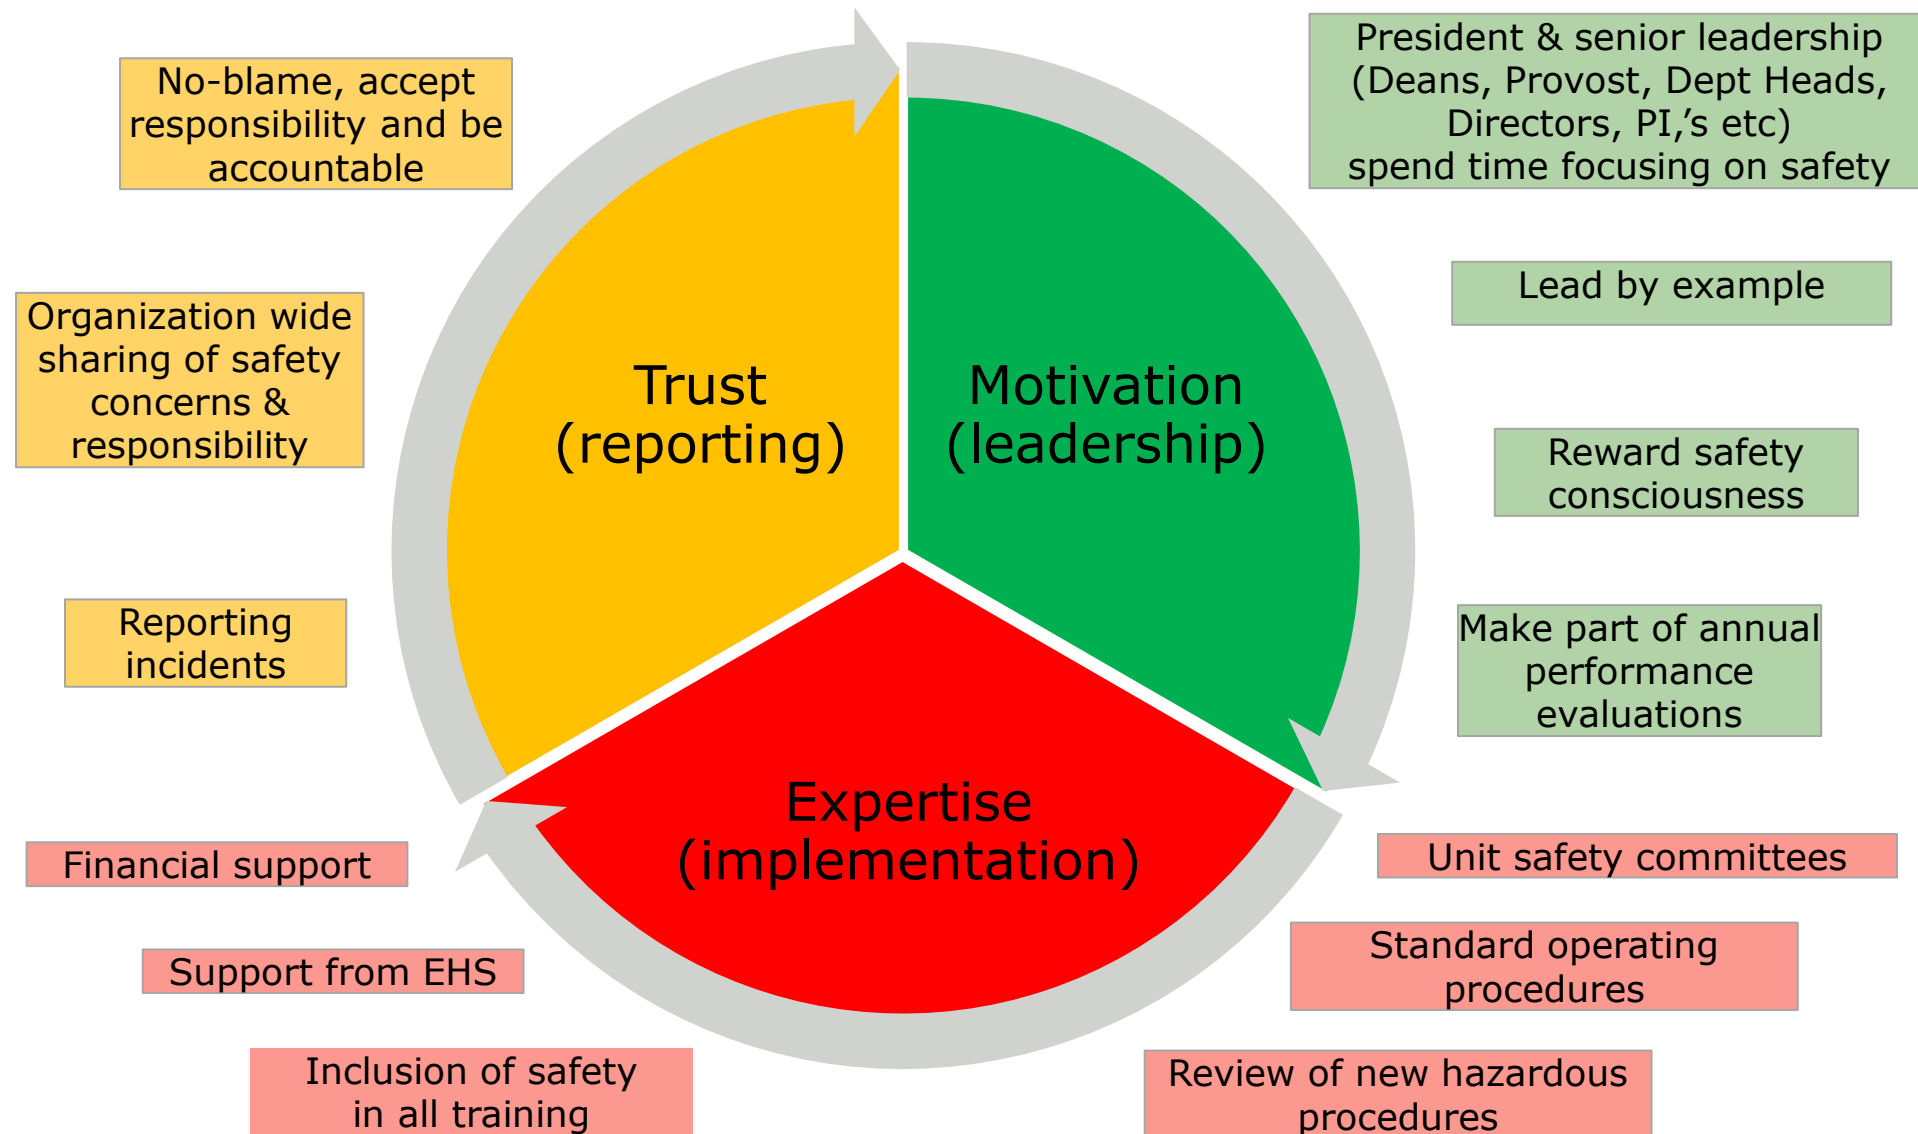 No-blame, accept
responsibility and be
accountable
Organization wide
sharing of safety
concerns &
responsibility
Reporting
incidents
Trust
(reporting)
Motivation
(leadership)
Expertise
(implementation)
President & senior leadership
(Deans, Provost, Dept Heads,
Directors, PI,'s etc)
spend time focusing on safety
Lead by example
Reward safety
consciousness
Make part of annual
performance
evaluations
Financial support
Support from EHS
Inclusion of safety
in all training
Unit safety committees
Standard operating
procedures
Review of new hazardous
procedures